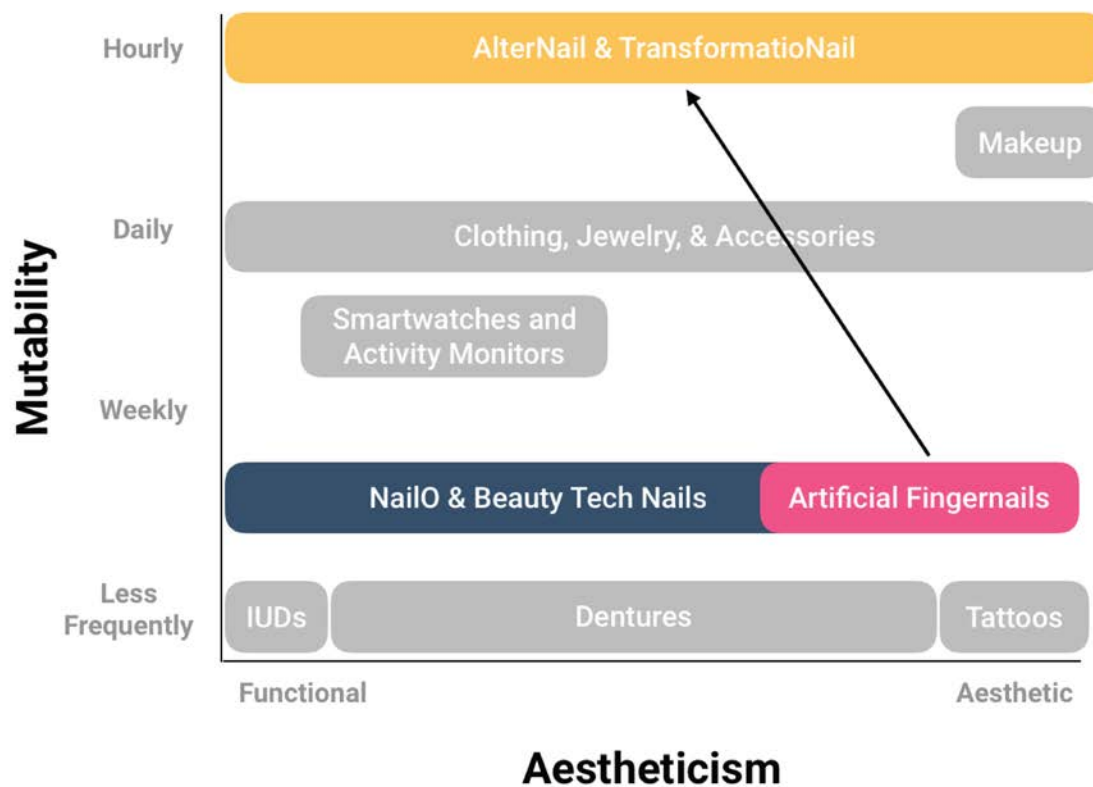 Hourly
AlterNail & TransformatioNail
Makeup
Daily
Clothing, Jewelry, & Accessories
Mutability
Smartwatches and
Activity Monitors
Weekly
NailO & Beauty Tech Nails
Artificial Fingernails
Less
Frequently
IUDs
Dentures
Tattoos
Functional
Aesthetic
Aestheticism